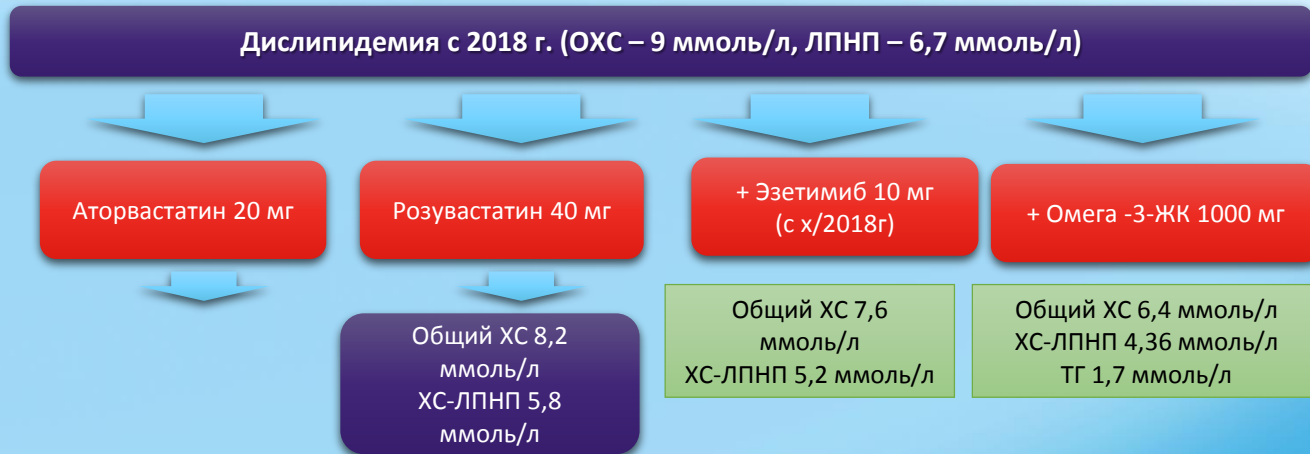 Дислипидемия с 2018 г. (ОХС – 9 ммоль/л, ЛПНП – 6,7 ммоль/л)
Аторвастатин 20 мг
Розувастатин 40 мг
+ Эзетимиб 10 мг
(с х/2018г)
+ Омега -3-ЖК 1000 мг
Общий ХС 8,2
ммоль/л
ХС-ЛПНП 5,8
ммоль/л
Общий ХС 7,6
ммоль/л
ХС-ЛПНП 5,2 ммоль/л
Общий ХС 6,4 ммоль/л
ХС-ЛПНП 4,36 ммоль/л
ТГ 1,7 ммоль/л